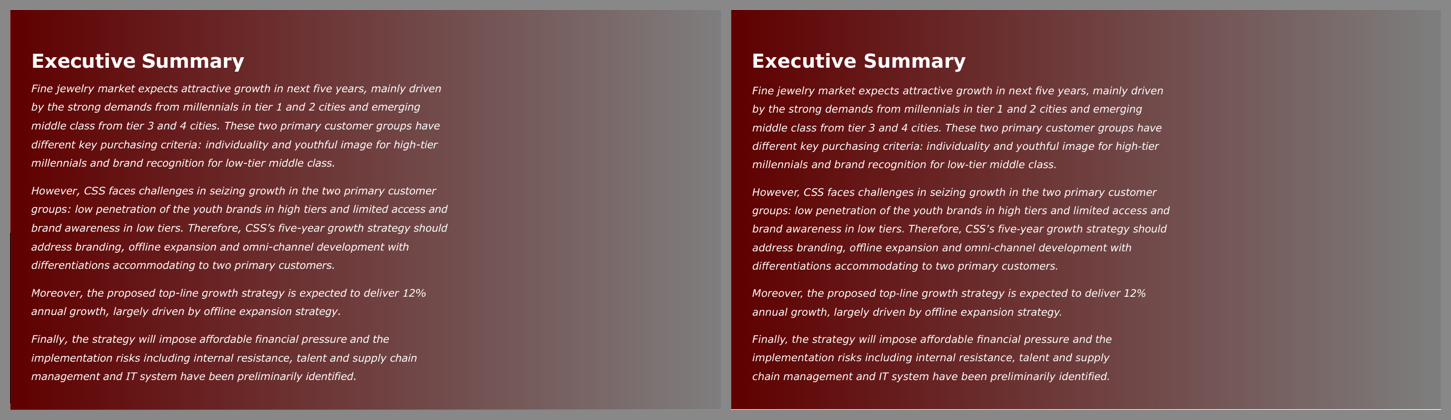 Executive Summary
Fine jewelry market expects attractive growth in next five years, mainly driven
by the strong demands from millennials in tier 1 and 2 cities and emerging
middle class from tier 3 and 4 cities. These two primary customer groups have
different key purchasing criteria: individuality and youthful image for high-tier
millennials and brand recognition for low-tier middle class.
However, CSS faces challenges in seizing growth in the two primary customer
groups: low penetration of the youth brands in high tiers and limited access and
brand awareness in low tiers. Therefore, CSS’s five-year growth strategy should
address branding, offline expansion and omni-channel development with
differentiations accommodating to two primary customers.
Moreover, the proposed top-line growth strategy is expected to deliver 12%
annual growth, largely driven by offline expansion strategy.
Finally, the strategy will impose affordable financial pressure and the
implementation risks including internal resistance, talent and supply chain
management and IT system have been preliminarily identified.
Executive Summary
Fine jewelry market expects attractive growth in next five years, mainly driven
by the strong demands from millennials in tier 1 and 2 cities and emerging
middle class from tier 3 and 4 cities. These two primary customer groups have
different key purchasing criteria: individuality and youthful image for high-tier
millennials and brand recognition for low-tier middle class.
However, CSS faces challenges in seizing growth in the two primary customer
groups: low penetration of the youth brands in high tiers and limited access and
brand awareness in low tiers. Therefore, CSS’s five-year growth strategy should
address branding, offline expansion and omni-channel development with
differentiations accommodating to two primary customers.
Moreover, the proposed top-line growth strategy is expected to deliver 12%
annual growth, largely driven by offline expansion strategy.
Finally, the strategy will impose affordable financial pressure and the
implementation risks including internal resistance, talent and supply
chain management and IT system have been preliminarily identified.